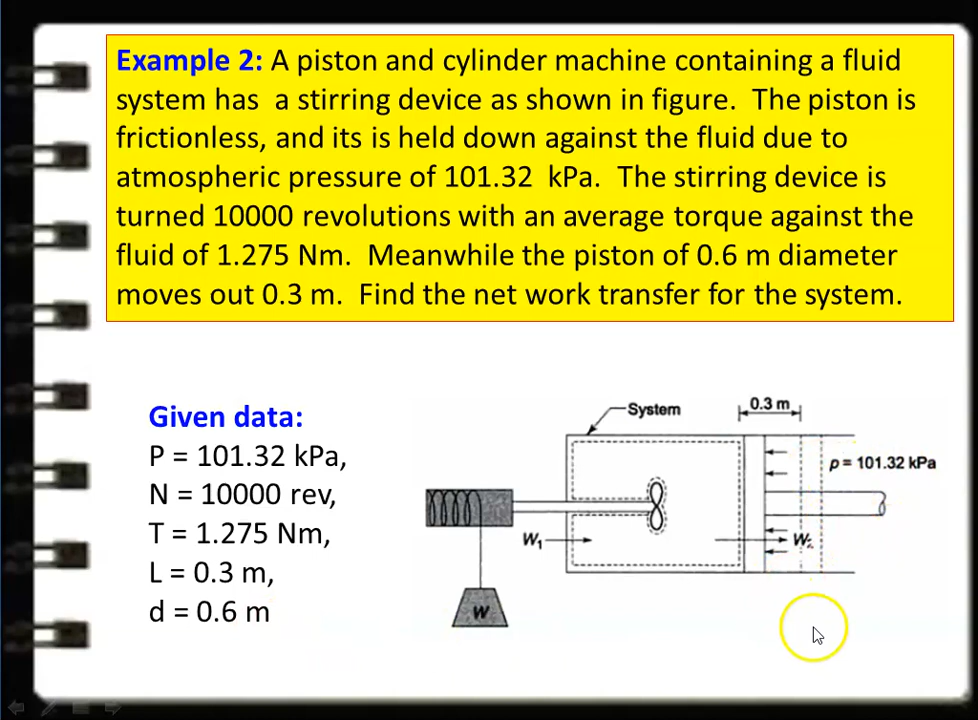 Example 2: A piston and cylinder machine containing a fluid
system has a stirring device as shown in figure. The piston is
frictionless, and its is held down against the fluid due to
atmospheric pressure of 101.32 kPa. The stirring device is
turned 10000 revolutions with an average torque against the
fluid of 1.275 Nm. Meanwhile the piston of 0.6 m diameter
moves out 0.3 m. Find the net work transfer for the system.
Given data:
P = 101.32 kPa,
N = 10000 rev,
T = 1.275 Nm,
L = 0.3 m,
d = 0.6 m
System
0.3 m
p = 101.32 kPa
W₁
W₂
W